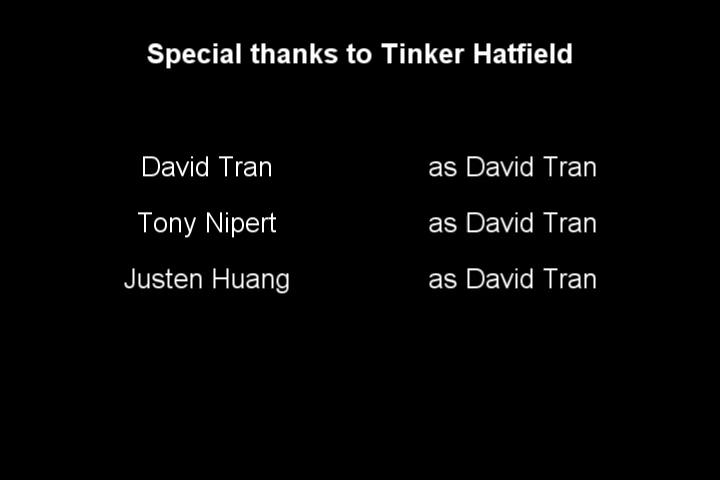 Special thanks to Tinker Hatfield
David Tran as David Tran
Tony Nipert as David Tran
Justen Huang as David Tran